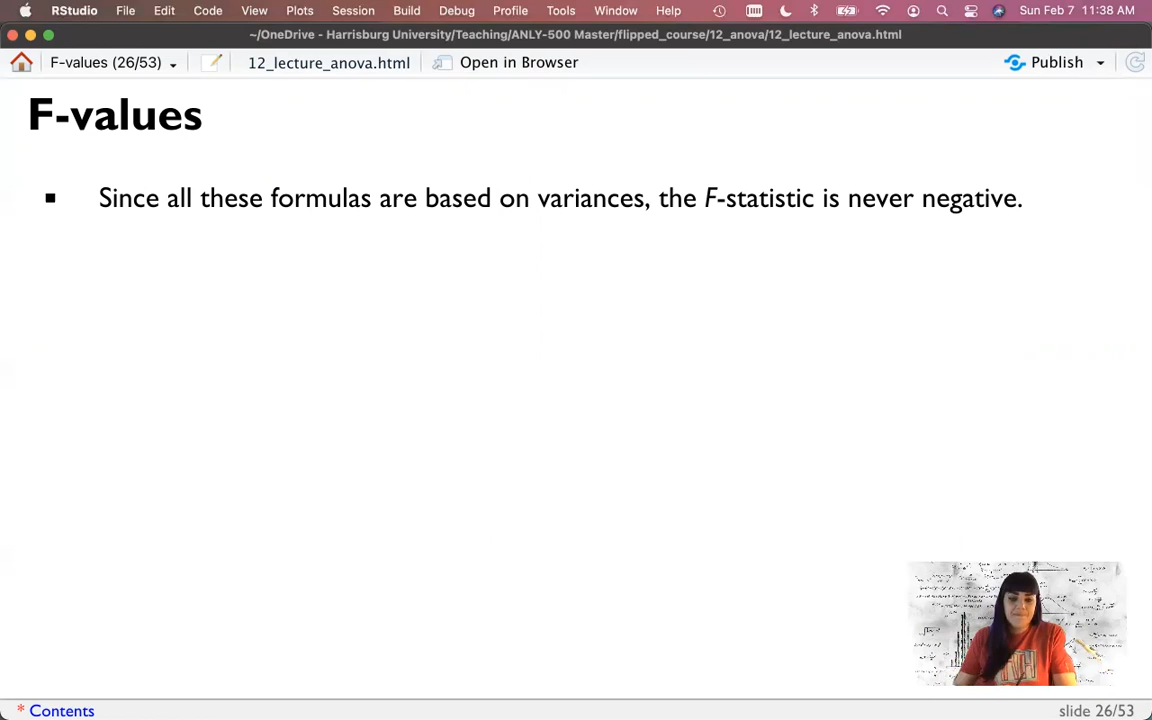 RStudio File Edit Code View Plots Session Build Debug Profile Tools Window Help Sun Feb 7 11:38 AM
~/OneDrive - Harrisburg University/Teaching/ANLY-500 Master/flipped_course/12_anova/12_lecture_anova.html
F-values (26/53) 12_lecture_anova.html Open in Browser Publish
F-values
Since all these formulas are based on variances, the F-statistic is never negative.
* Contents slide 26/53